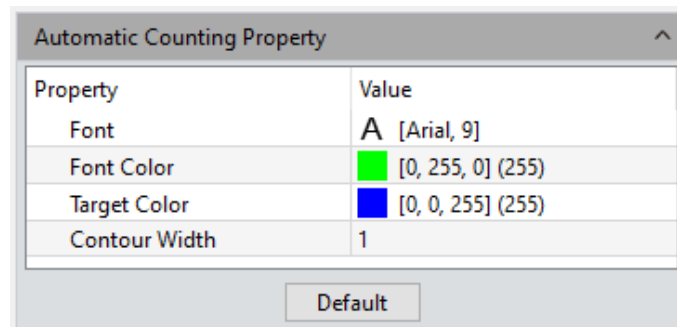 Automatic Counting Property
Property Value
Font A [Arial, 9]
Font Color [0, 255, 0] (255)
Target Color [0, 0, 255] (255)
Contour Width 1
Default